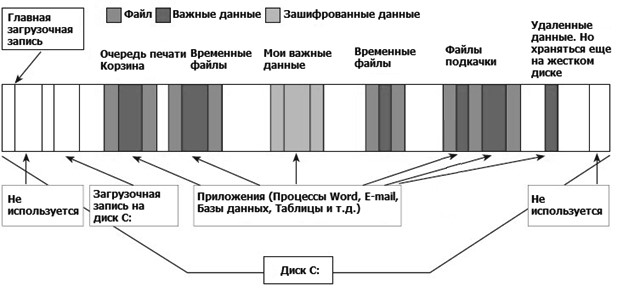 Главная
загрузочная
запись
Файл
Важные данные
Зашифрованные данные
Очередь печати
Корзина
Временные
файлы
Мои важные
данные
Временные
файлы
Файлы
подкачки
Удаленные
данные. Но
храняться еще
на жестком
диске
Не
используется
Загрузочная
запись на
диск С:
Приложения (Процессы Word, E-mail,
Базы данных, Таблицы и т.д.)
Не
используется
Диск С: